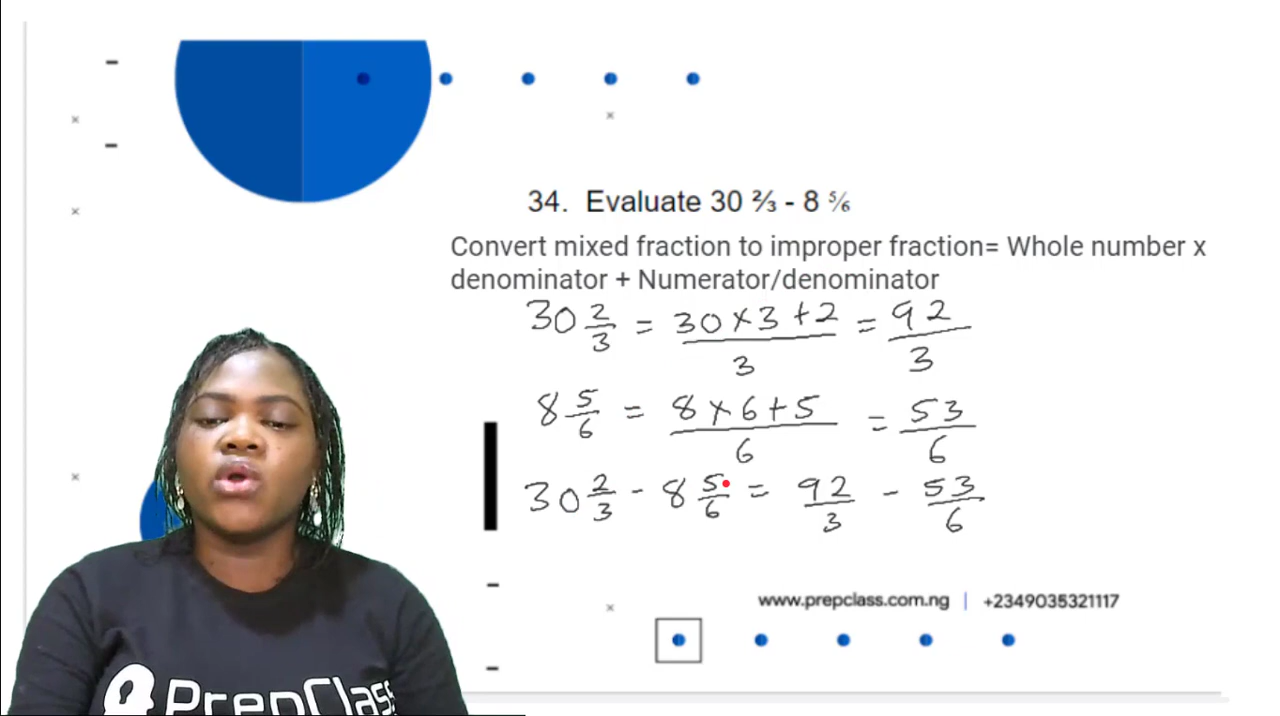 34. Evaluate 30 ⅔ - 8 ⅚
Convert mixed fraction to improper fraction= Whole number x
denominator + Numerator/denominator
30 2/3 = 30 × 3 + 2 / 3 = 92/3
8 5/6 = 8 × 6 + 5 / 6 = 53/6
30 2/3 - 8 5/6 = 92/3 - 53/6
www.prepclass.com.ng | +2349035321117
PrepClass